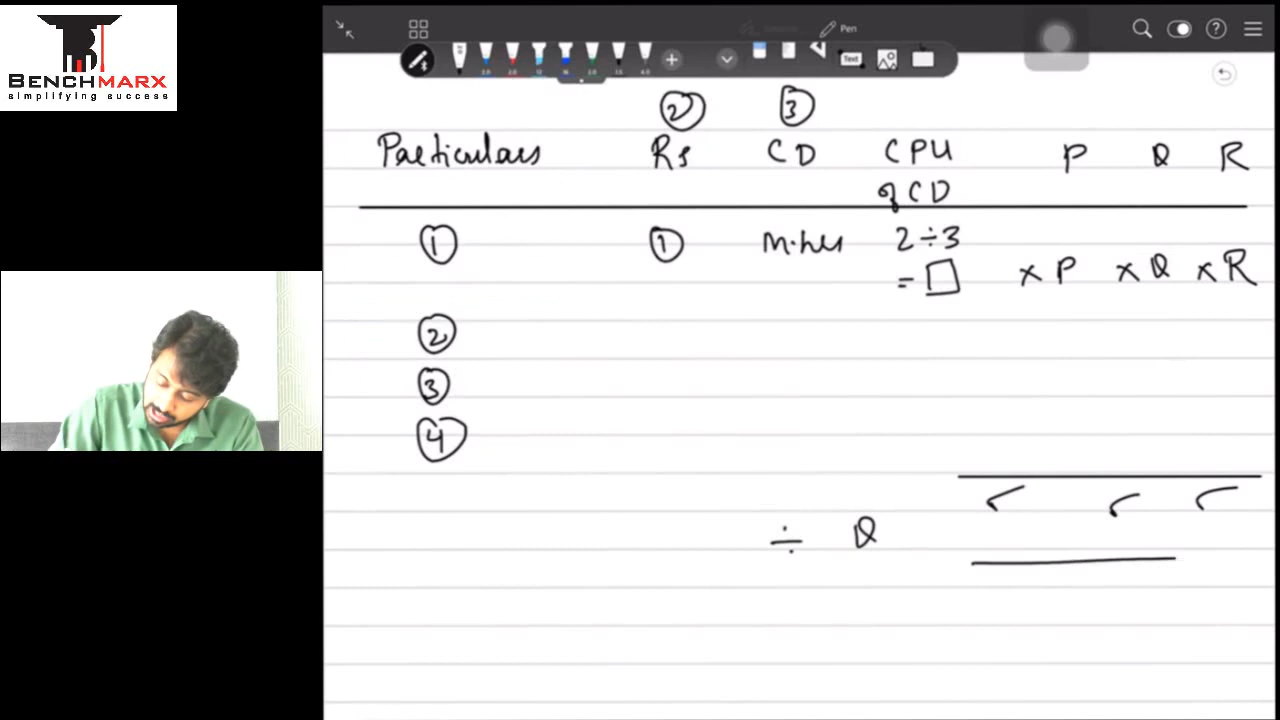 BENCHMARX
simplifying success
Pen
Text
② ③
Particulars Rs CD CPU P Q R
of CD
① ① m.hrs 2÷3
= □ × P × Q × R
②
③
④
÷ Q